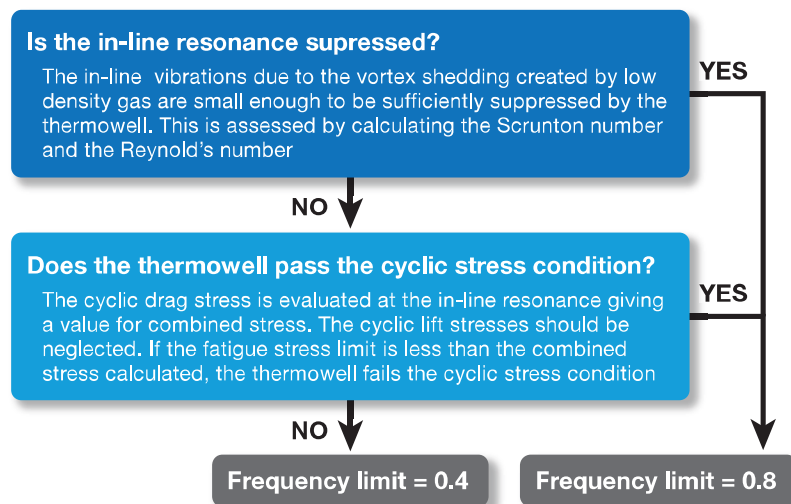 Is the in-line resonance supressed?
The in-line vibrations due to the vortex shedding created by low
density gas are small enough to be sufficiently suppressed by the
thermowell. This is assessed by calculating the Scrunton number
and the Reynold's number
YES
NO
Does the thermowell pass the cyclic stress condition?
The cyclic drag stress is evaluated at the in-line resonance giving
a value for combined stress. The cyclic lift stresses should be
neglected. If the fatigue stress limit is less than the combined
stress calculated, the thermowell fails the cyclic stress condition
YES
NO
Frequency limit = 0.4
Frequency limit = 0.8